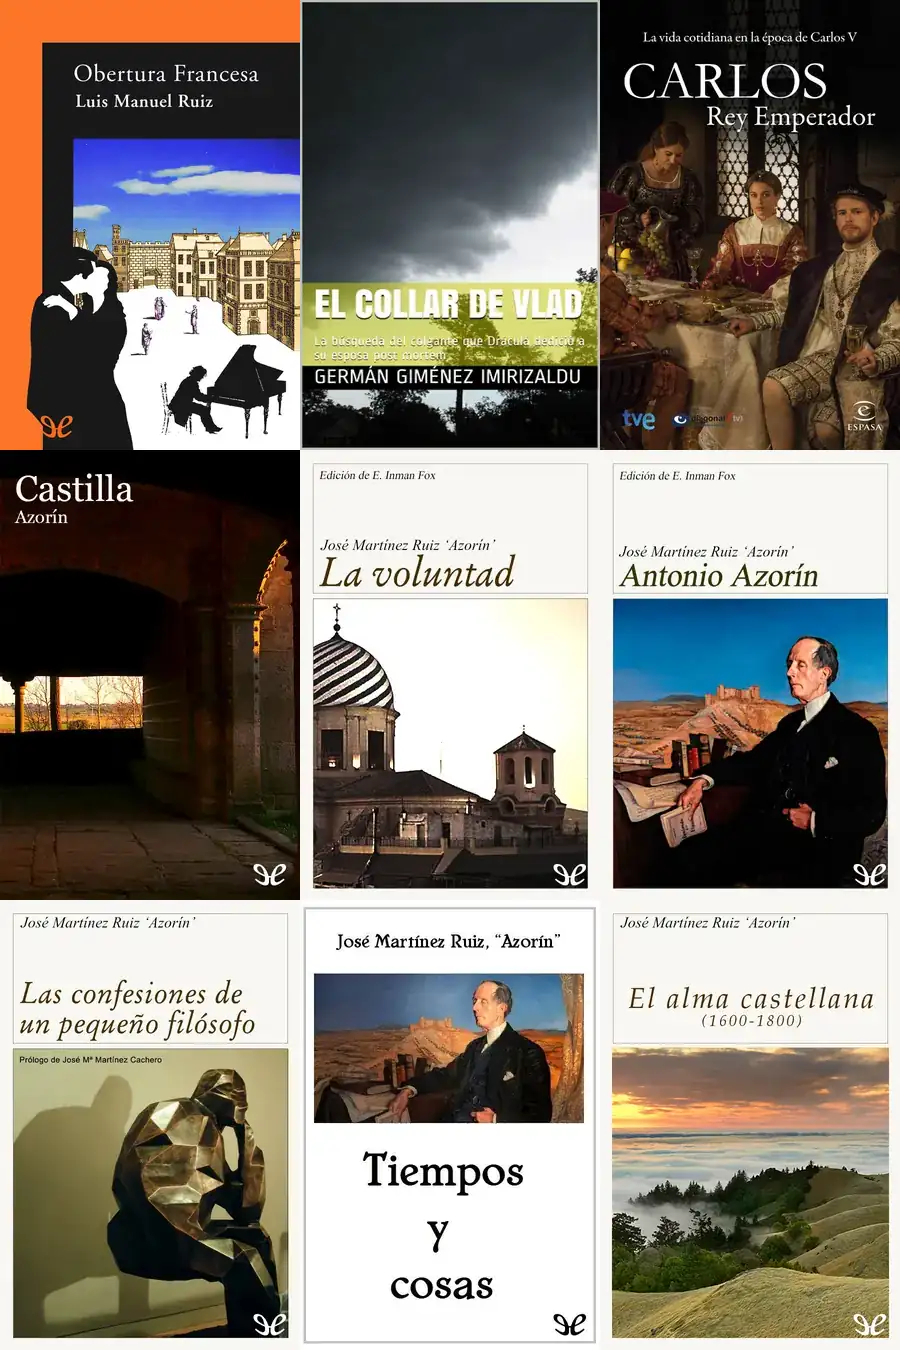 Obertura Francesa
Luis Manuel Ruiz
EL COLLAR DE VLAD
La búsqueda del colgante que Drácula dedicó a
su esposa post mortem
GERMÁN GIMÉNEZ IMIRIZALDU
La vida cotidiana en la época de Carlos V
CARLOS
Rey Emperador
tve
diagonal tv
ESPASA
Castilla
Azorín
Edición de E. Inman Fox
José Martínez Ruiz ‘Azorín’
La voluntad
Edición de E. Inman Fox
José Martínez Ruiz ‘Azorín’
Antonio Azorín
José Martínez Ruiz ‘Azorín’
Las confesiones de
un pequeño filósofo
Prólogo de José Mª Martínez Cachero
José Martínez Ruiz, “Azorín”
Tiempos
y
cosas
José Martínez Ruiz ‘Azorín’
El alma castellana
(1600-1800)